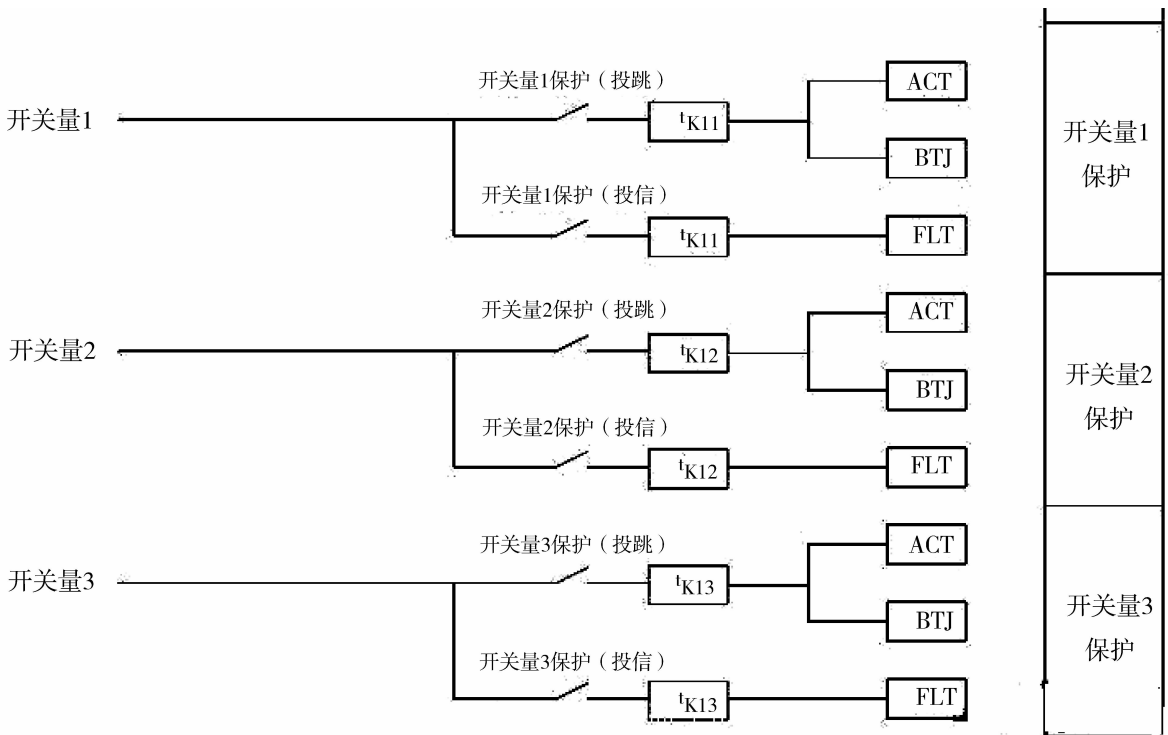 开关量1保护（投跳）
ACT
开关量1
tK11
开关量1
保护
BTJ
开关量1保护（投信）
tK11
FLT
开关量2保护（投跳）
ACT
开关量2
tK12
开关量2
保护
BTJ
开关量2保护（投信）
tK12
FLT
开关量3保护（投跳）
ACT
开关量3
tK13
开关量3
保护
BTJ
开关量3保护（投信）
tK13
FLT